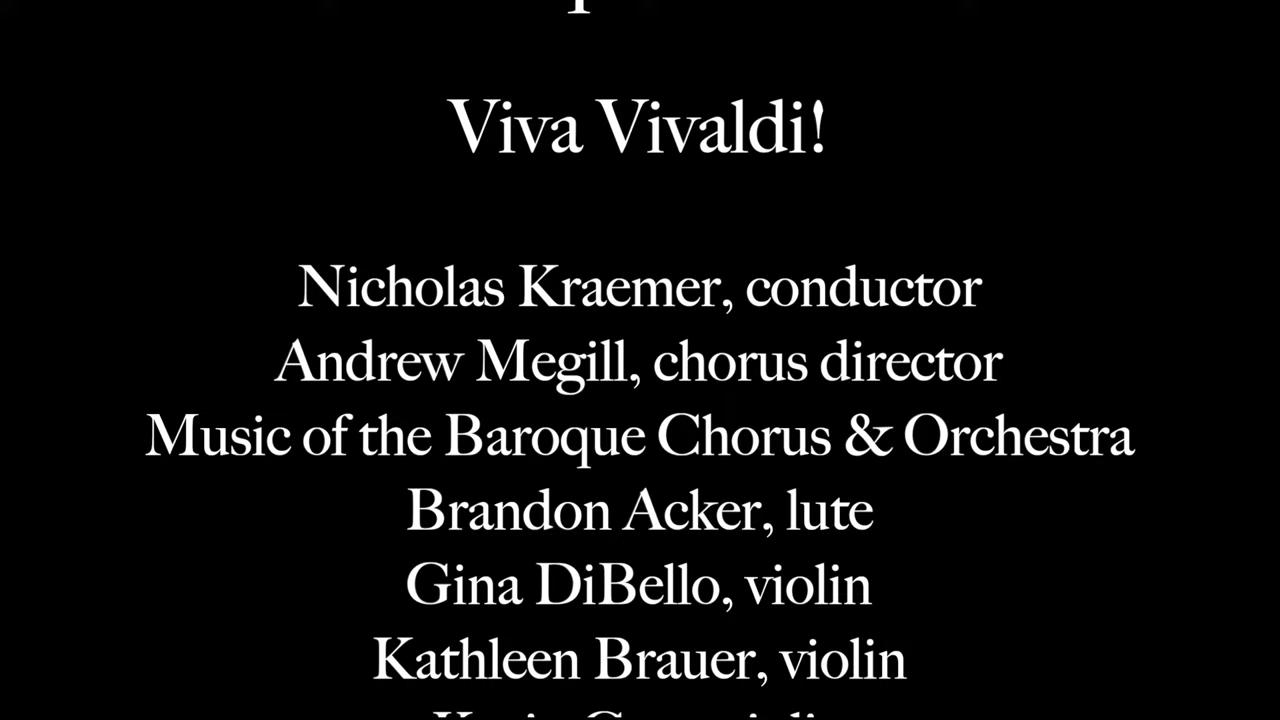 Viva Vivaldi!
Nicholas Kraemer, conductor
Andrew Megill, chorus director
Music of the Baroque Chorus & Orchestra
Brandon Acker, lute
Gina DiBello, violin
Kathleen Brauer, violin